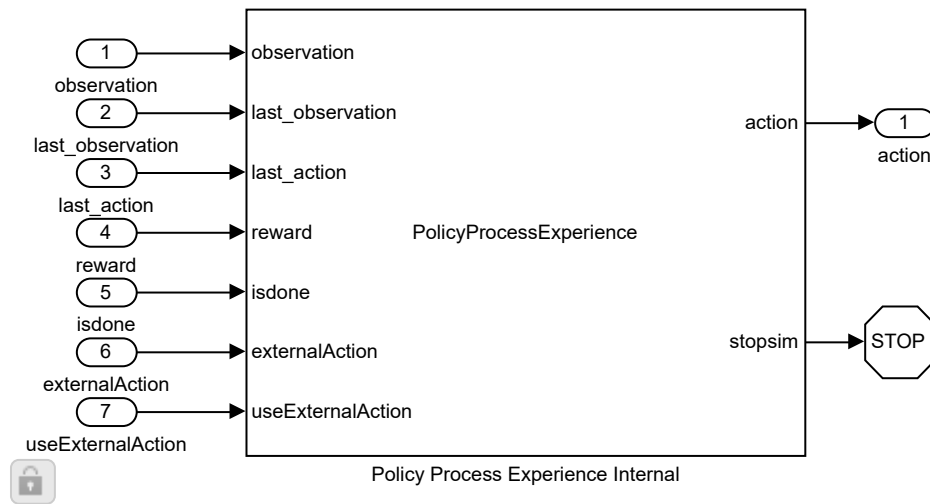 1
observation
observation
2
last_observation
last_observation
3
last_action
last_action
4
reward
reward
5
isdone
isdone
6
externalAction
externalAction
7
useExternalAction
useExternalAction
PolicyProcessExperience
action
1
action
stopsim
STOP
Policy Process Experience Internal